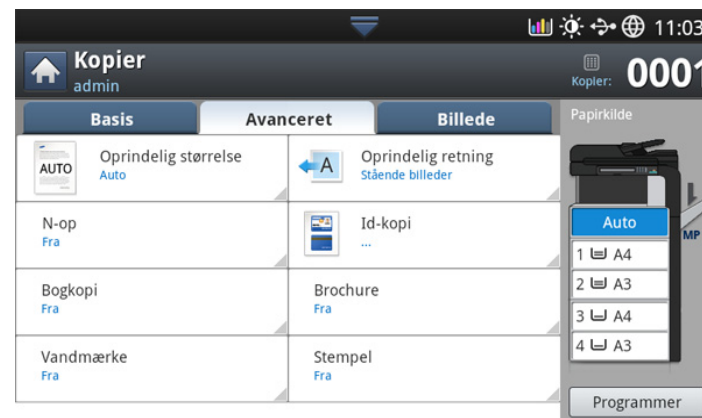 11:03
Kopier
admin
Kopier:
0001
Basis
Avanceret
Billede
Papirkilde
AUTO
Oprindelig størrelse
Auto
A
Oprindelig retning
Stående billeder
N-op
Fra
Id-kopi
...
Bogkopi
Fra
Brochure
Fra
Vandmærke
Fra
Stempel
Fra
Auto
MP
1 A4
2 A3
3 A4
4 A3
Programmer